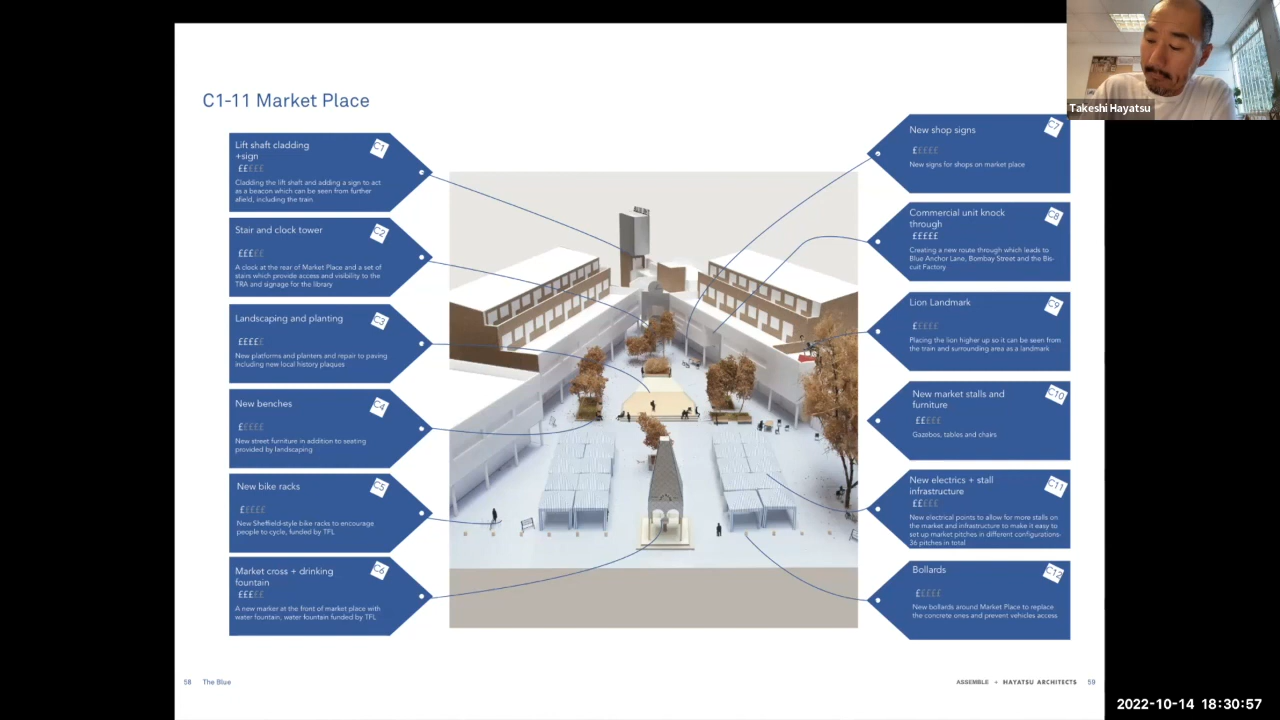 C1-11 Market Place
Lift shaft cladding
+sign
C1
£££££
Cladding the lift shaft and adding a sign to act
as a beacon which can be seen from further
afield, including the train
Stair and clock tower
C2
£££££
A clock at the rear of Market Place and a set of
stairs which provide access and visibility to the
TRA and signage for the library
Landscaping and planting
C3
£££££
New platforms and planters and repair to paving
including new local history plaques
New benches
C4
£££££
New street furniture in addition to seating
provided by landscaping
New bike racks
C5
£££££
New Sheffield-style bike racks to encourage
people to cycle, funded by TFL
Market cross + drinking
fountain
C6
£££££
A new marker at the front of market place with
water fountain, water fountain funded by TFL
New shop signs
C7
£££££
New signs for shops on market place
Commercial unit knock
through
C8
£££££
Creating a new route through which leads to
Blue Anchor Lane, Bombay Street and the Bis-
cuit Factory
Lion Landmark
C9
£££££
Placing the lion higher up so it can be seen from
the train and surrounding area as a landmark
New market stalls and
furniture
C10
£££££
Gazebos, tables and chairs
New electrics + stall
infrastructure
C11
£££££
New electrical points to allow for more stalls on
the market and infrastructure to make it easy to
set up market pitches in different configurations-
36 pitches in total
Bollards
C12
£££££
New bollards around Market Place to replace
the concrete ones and prevent vehicles access
58 The Blue
ASSEMBLE + HAYATSU ARCHITECTS 59
Takeshi Hayatsu
2022-10-14 18:30:57